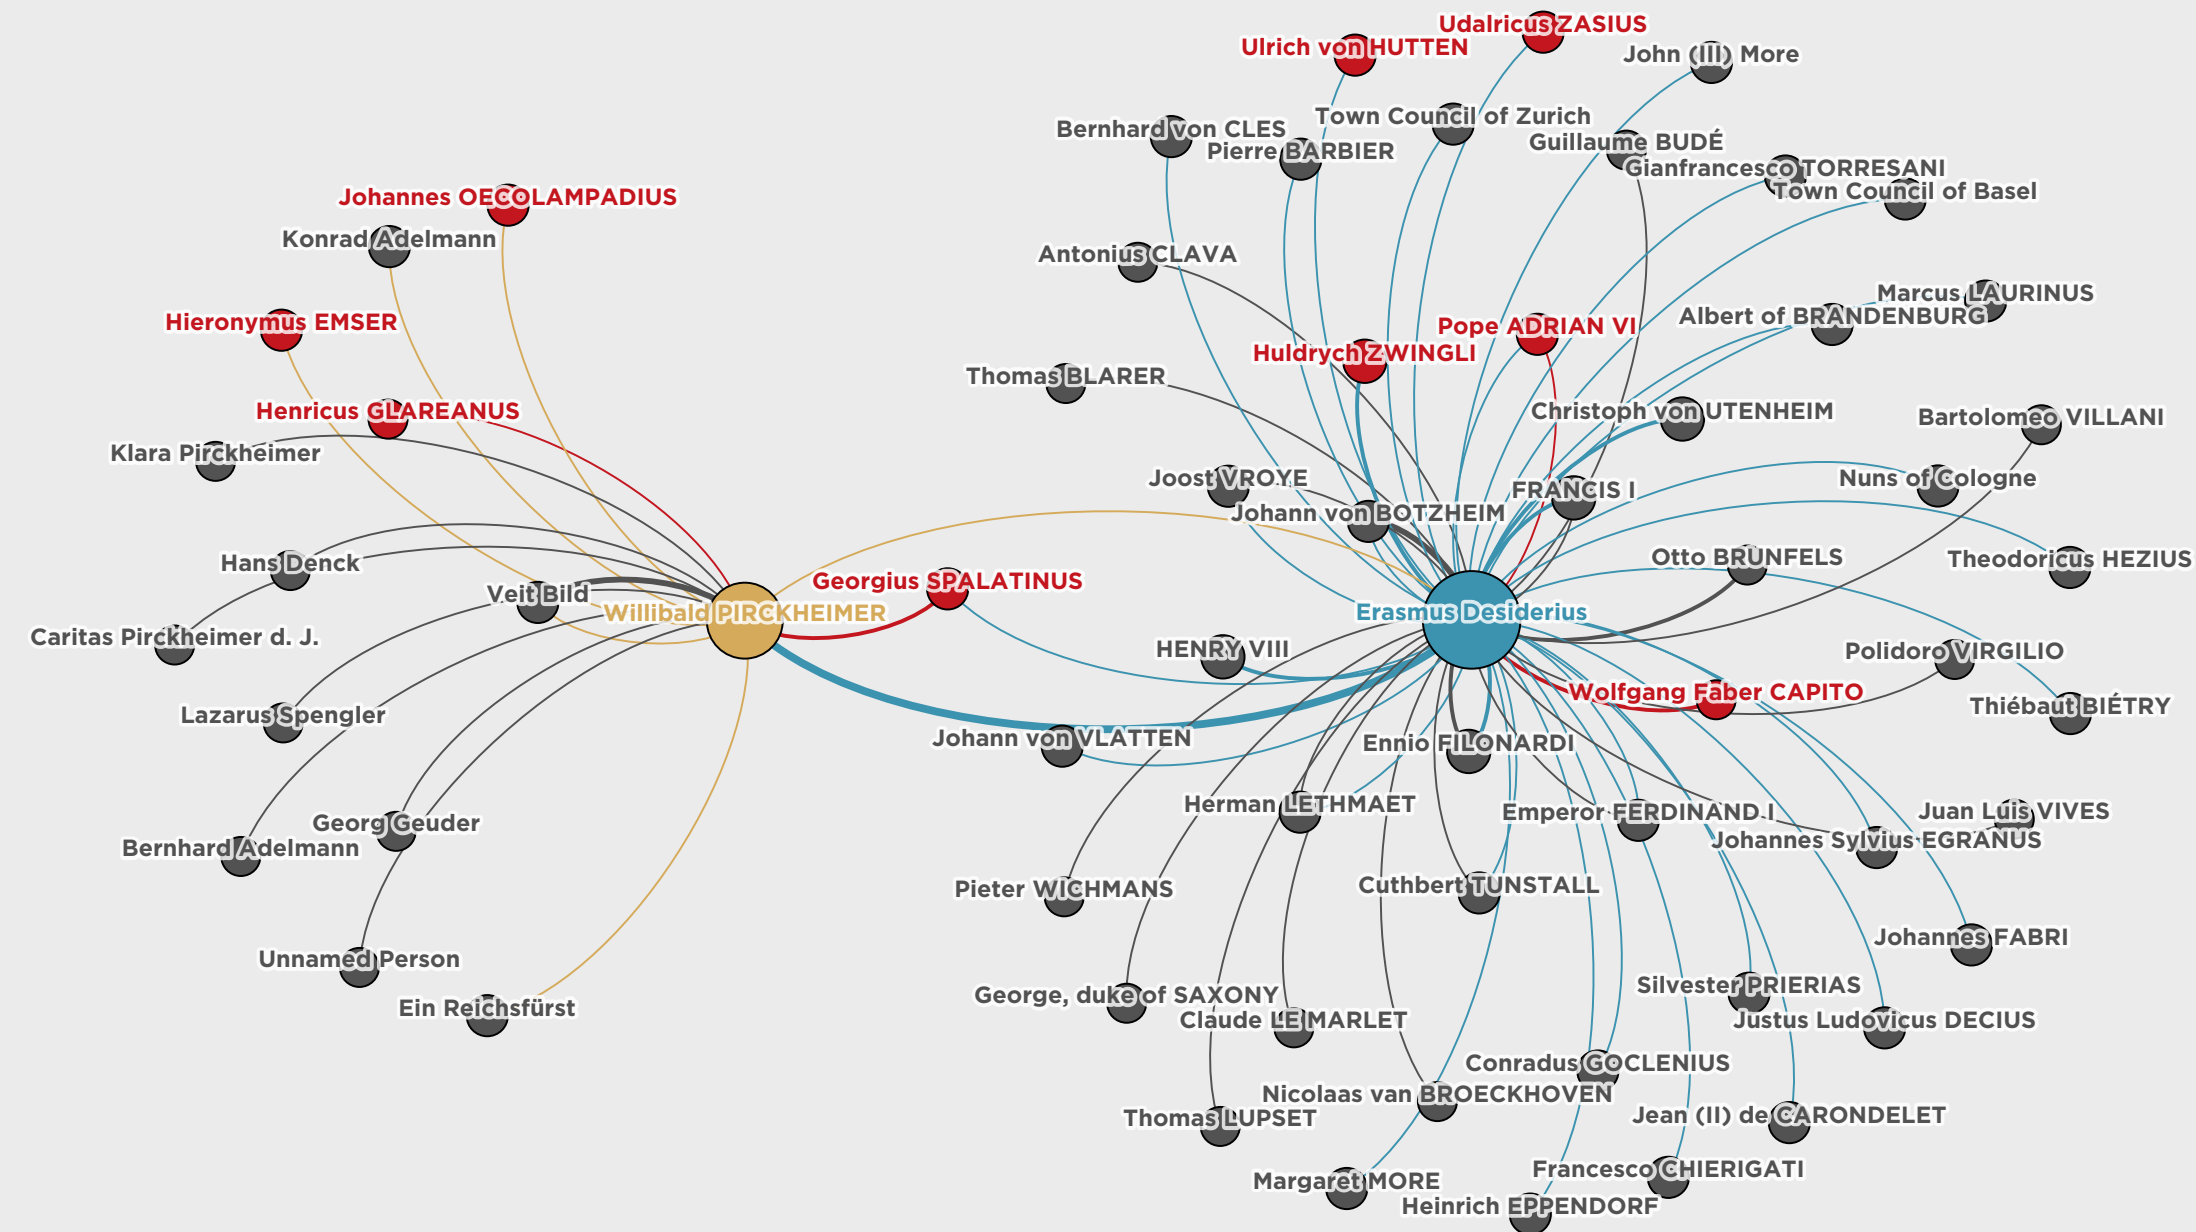 Udalricus ZASIUS
Ulrich von HUTTEN
John (III) More
Town Council of Zurich
Bernhard von CLES
Guillaume BUDÉ
Pierre BARBIER
Gianfrancesco TORRESANI
Town Council of Basel
Johannes OECOLAMPADIUS
Konrad Adelmann
Antonius CLAVA
Marcus LAURINUS
Albert of BRANDENBURG
Hieronymus EMSER
Pope ADRIAN VI
Huldrych ZWINGLI
Thomas BLARER
Henricus GLAREANUS
Christoph von UTENHEIM
Bartolomeo VILLANI
Klara Pirckheimer
Joost VROYE
Nuns of Cologne
FRANCIS I
Johann von BOTZHEIM
Hans Denck
Otto BRUNFELS
Theodoricus HEZIUS
Georgius SPALATINUS
Veit Bild
Willibald PIRCKHEIMER
Erasmus Desiderius
Caritas Pirckheimer d. J.
HENRY VIII
Polidoro VIRGILIO
Wolfgang Faber CAPITO
Thiébaut BIÉTRY
Lazarus Spengler
Johann von VLATTEN
Ennio FILONARDI
Herman LETHMAET
Emperor FERDINAND I
Juan Luis VIVES
Georg Geuder
Johannes Sylvius EGRANUS
Bernhard Adelmann
Pieter WICHMANS
Cuthbert TUNSTALL
Johannes FABRI
Unnamed Person
Silvester PRIERIAS
George, duke of SAXONY
Ein Reichsfürst
Claude LE MARLET
Justus Ludovicus DECIUS
Conradus GOCLENIUS
Nicolaas van BROECKHOVEN
Thomas LUPSET
Jean (II) de CARONDELET
Francesco CHIERIGATI
Margaret MORE
Heinrich EPPENDORF